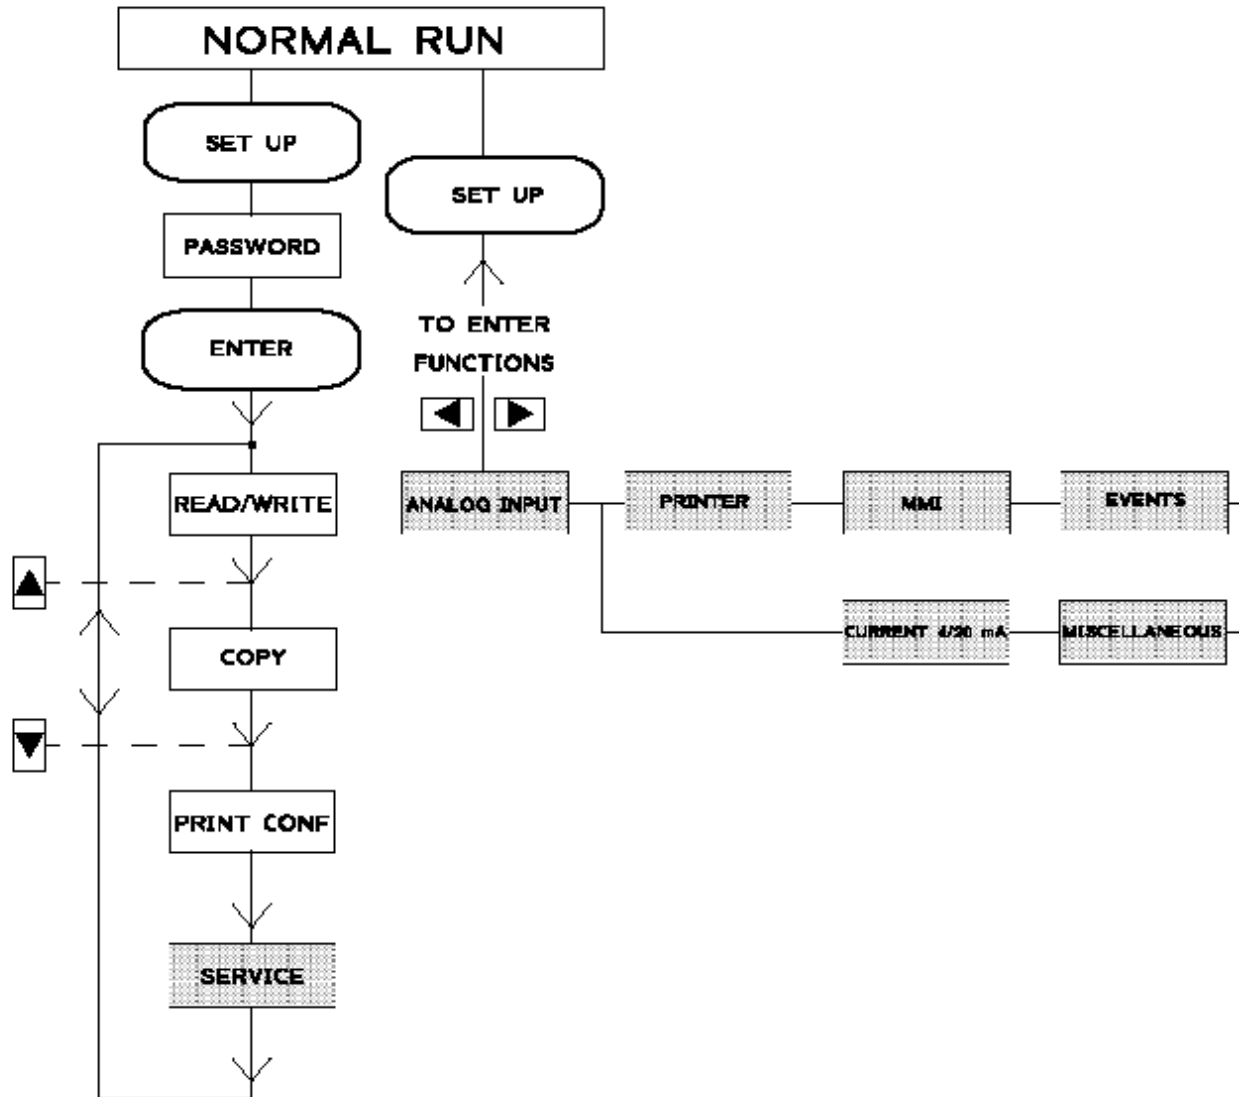 NORMAL RUN
SET UP
SET UP
PASSWORD
ENTER
TO ENTER
FUNCTIONS
READ/WRITE
ANALOG INPUT
PRINTER
MMI
EVENTS
COPY
CURRENT 4/20 mA
MISCELLANEOUS
PRINT CONF
SERVICE